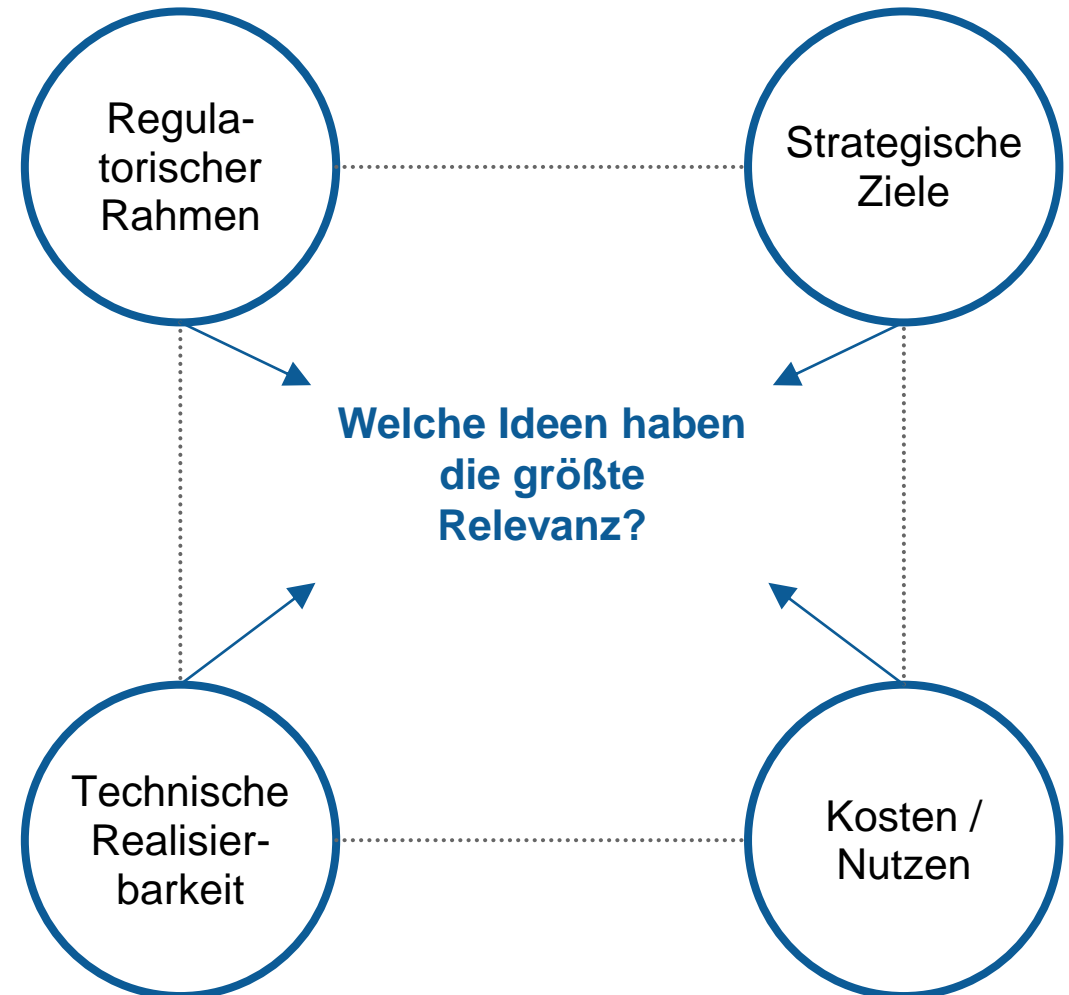 Regula-
torischer
Rahmen
Strategische
Ziele
Welche Ideen haben
die größte
Relevanz?
Technische
Realisier-
barkeit
Kosten /
Nutzen